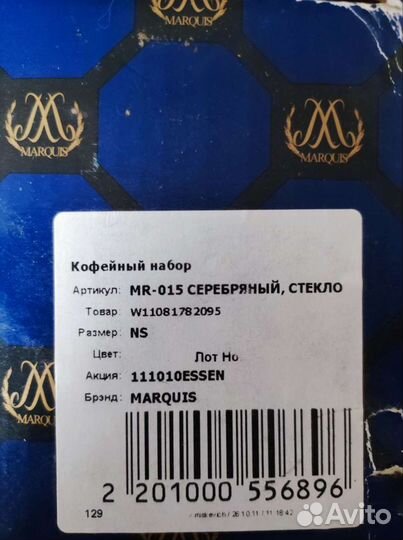 MARQUIS
MARQUIS
MARQUIS
Кофейный набор
Артикул: MR-015 СЕРЕБРЯНЫЙ, СТЕКЛО
Товар: W11081782095
Размер: NS
Цвет: Лот Но
Акция: 111010ESSEN
Брэнд: MARQUIS
2 201000 556896
129
Avito